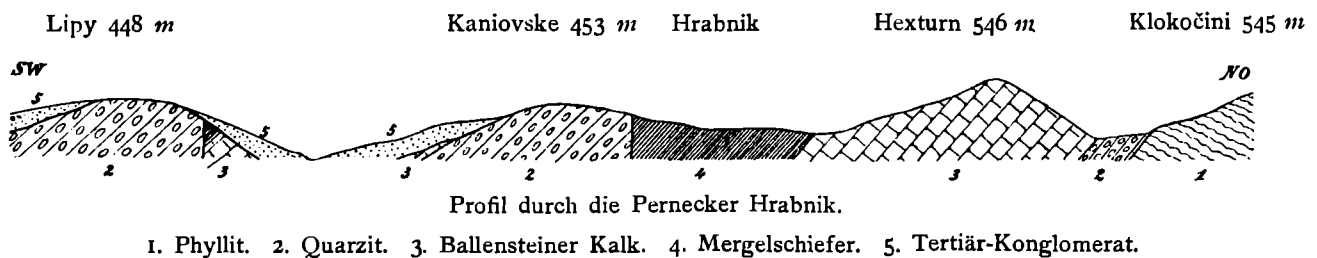 Lipy 448 m Kaniovske 453 m Hrabnik Hexturn 546 m Klokočini 545 m
SW NO
5 5 5
2 3 3 2 4 3 2 1
Profil durch die Pernecker Hrabnik.
1. Phyllit. 2. Quarzit. 3. Ballensteiner Kalk. 4. Mergelschiefer. 5. Tertiär-Konglomerat.